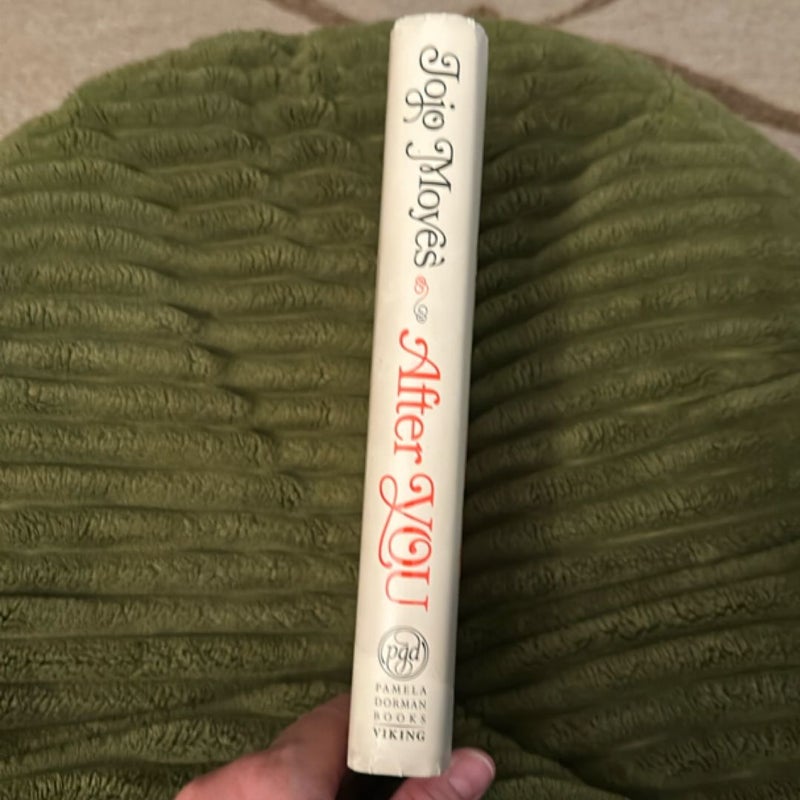 Jojo Moyes
After YOU
pgd
PAMELA
DORMAN
BOOKS
VIKING